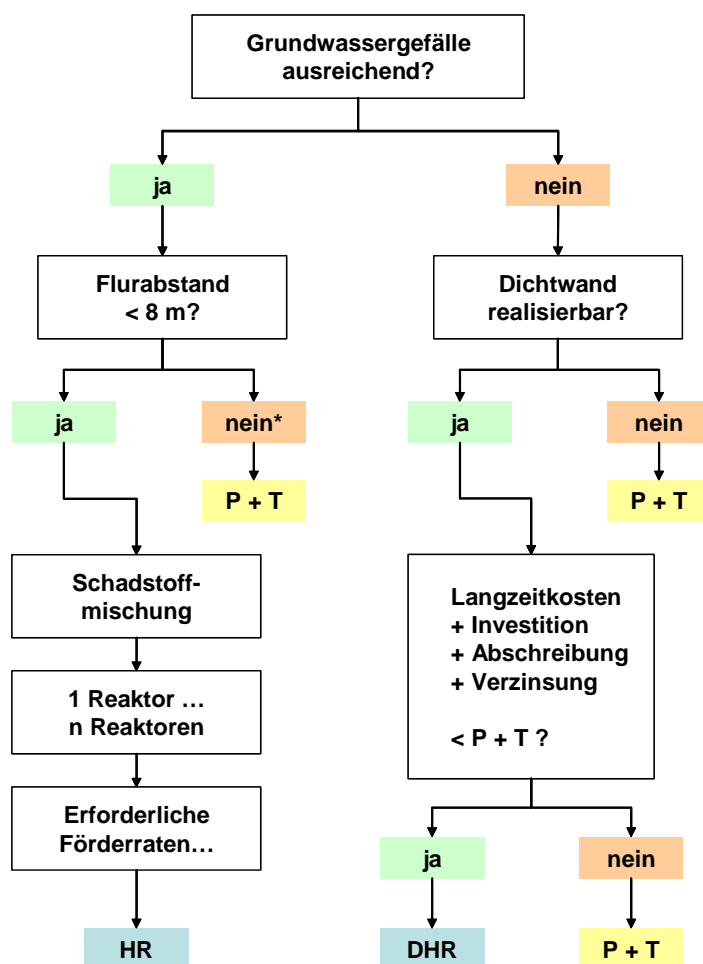 Grundwassergefälle
ausreichend?
ja
nein
Flurabstand
< 8 m?
Dichtwand
realisierbar?
ja
nein*
ja
nein
P + T
P + T
Schadstoff-
mischung
Langzeitkosten
+ Investition
+ Abschreibung
+ Verzinsung
< P + T ?
1 Reaktor …
n Reaktoren
Erforderliche
Förderraten…
ja
nein
HR
DHR
P + T